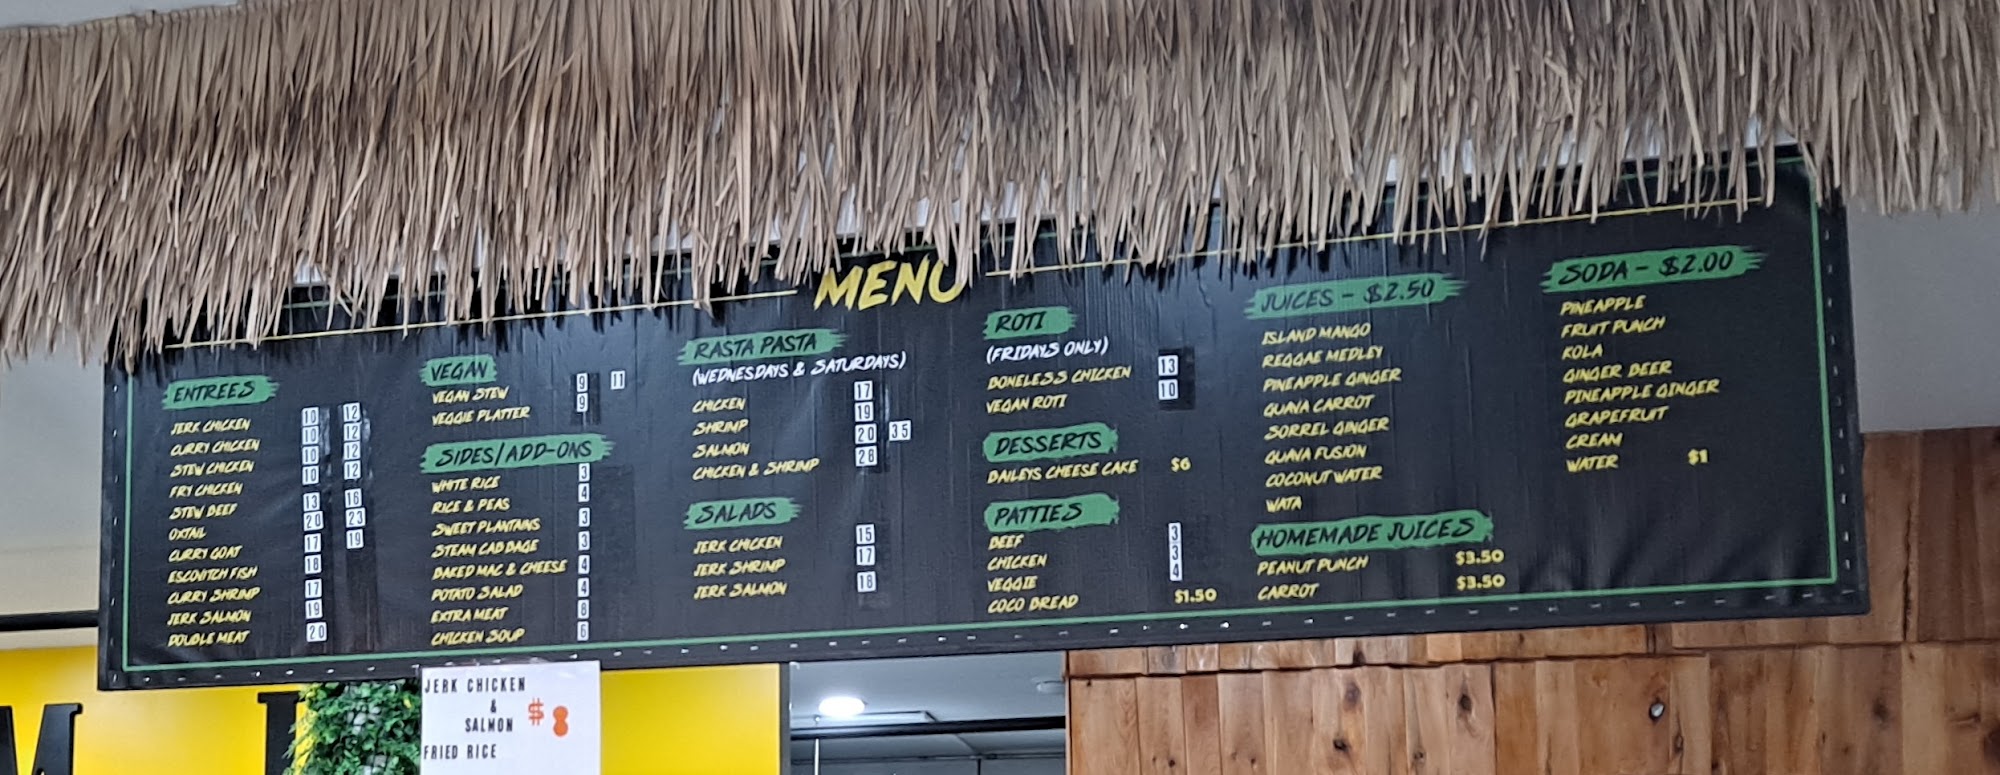 MENU
ENTREES
JERK CHICKEN 10 12
CURRY CHICKEN 10 12
STEW CHICKEN 10 12
FRY CHICKEN 10 12
STEW BEEF 13 16
OXTAIL 20 23
CURRY GOAT 17 19
ESCOVITCH FISH 18
CURRY SHRIMP 17
JERK SALMON 19
DOUBLE MEAT 20
VEGAN
VEGAN STEW 9 11
VEGGIE PLATTER 9
SIDES/ADD-ONS
WHITE RICE 3
RICE & PEAS 4
SWEET PLANTAINS 3
STEAM CABBAGE 3
BAKED MAC & CHEESE 4
POTATO SALAD 4
EXTRA MEAT 8
CHICKEN SOUP 6
RASTA PASTA
(WEDNESDAYS & SATURDAYS)
CHICKEN 17
SHRIMP 19
SALMON 20 35
CHICKEN & SHRIMP 28
SALADS
JERK CHICKEN 15
JERK SHRIMP 17
JERK SALMON 18
ROTI
(FRIDAYS ONLY)
BONELESS CHICKEN 13
VEGAN ROTI 10
DESSERTS
BAILEYS CHEESE CAKE $6
PATTIES
BEEF 3
CHICKEN 3
VEGGIE 4
COCO BREAD $1.50
JUICES - $2.50
ISLAND MANGO
REGGAE MEDLEY
PINEAPPLE GINGER
GUAVA CARROT
SORREL GINGER
GUAVA FUSION
COCONUT WATER
WATA
HOMEMADE JUICES
PEANUT PUNCH $3.50
CARROT $3.50
SODA - $2.00
PINEAPPLE
FRUIT PUNCH
KOLA
GINGER BEER
PINEAPPLE GINGER
GRAPEFRUIT
CREAM
WATER $1
JERK CHICKEN
&
SALMON $8
FRIED RICE